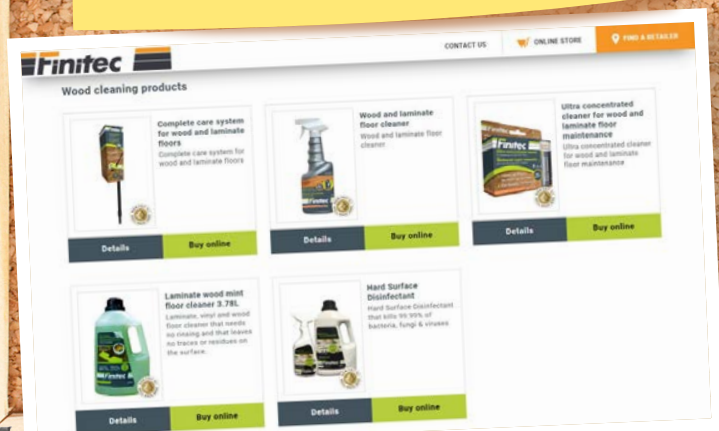 Finitec
CONTACT US
ONLINE STORE
FIND A RETAILER
Wood cleaning products
Complete care system
for wood and laminate
floors
Complete care system for
wood and laminate floors
Details
Buy online
Wood and laminate
floor cleaner
Wood and laminate floor
cleaner
Details
Buy online
Ultra concentrated
cleaner for wood and
laminate floor
maintenance
Ultra concentrated cleaner
for wood and laminate
floor maintenance
Details
Buy online
Laminate wood mint
floor cleaner 3.78L
Laminate, vinyl and wood
floor cleaner that needs
no rinsing and that leaves
no traces or residues on
the surface.
Details
Buy online
Hard Surface
Disinfectant
Hard Surface Disinfectant
that kills 99.99% of
bacteria, fungi & viruses
Details
Buy online
Finitec
Finitec
Finitec
Finitec